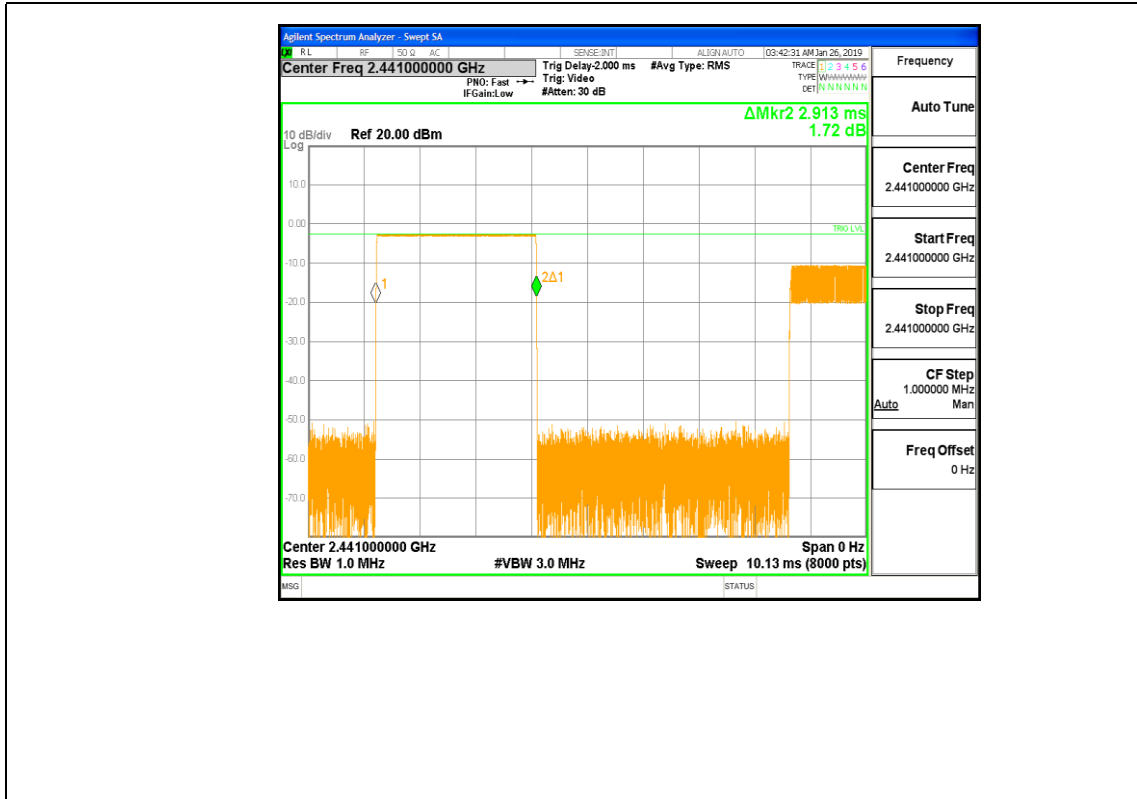 Agilent Spectrum Analyzer - Swept SA
RL RF 50 Ω AC SENSE:INT ALIGN AUTO 03:42:31 AM Jan 26, 2019
Center Freq 2.441000000 GHz
PNO: Fast
IFGain:Low
Trig Delay-2.000 ms
Trig: Video
#Atten: 30 dB
#Avg Type: RMS
TRACE 1 2 3 4 5 6
TYPE WWWWWW
DET N N N N N N
ΔMkr2 2.913 ms
1.72 dB
10 dB/div Ref 20.00 dBm
Log
10.0
0.00
TRIG LVL
-10.0
2Δ1
1
-20.0
-30.0
-40.0
-50.0
-60.0
-70.0
Center 2.441000000 GHz Span 0 Hz
Res BW 1.0 MHz #VBW 3.0 MHz Sweep 10.13 ms (8000 pts)
MSG STATUS
Frequency
Auto Tune
Center Freq
2.441000000 GHz
Start Freq
2.441000000 GHz
Stop Freq
2.441000000 GHz
CF Step
1.000000 MHz
Auto Man
Freq Offset
0 Hz